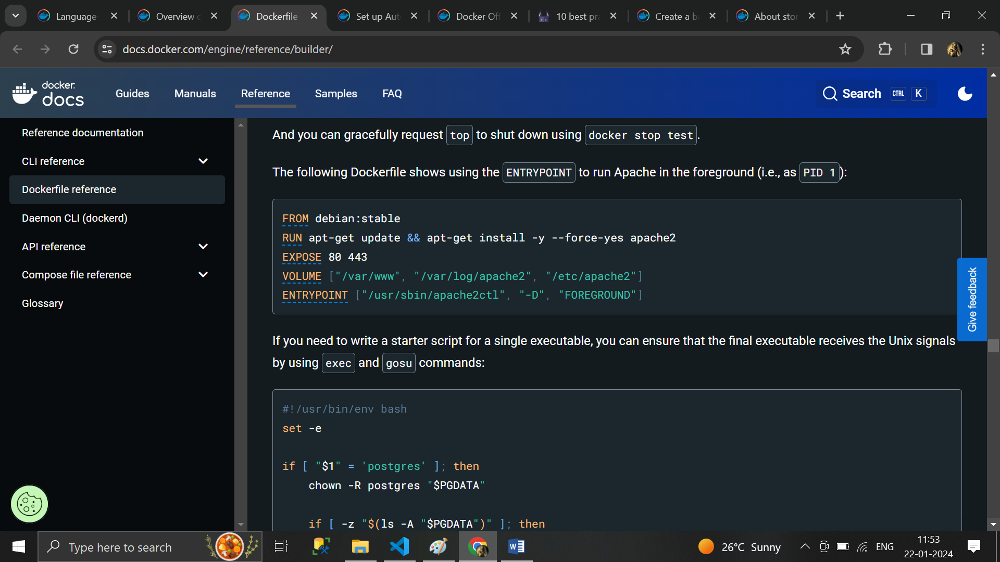 Language-
Overview c
Dockerfile
Set up Aut
Docker Off
10 best pra
Create a ba
About stor
docs.docker.com/engine/reference/builder/
docker
docs
Guides
Manuals
Reference
Samples
FAQ
Search
CTRL
K
Reference documentation
CLI reference
Dockerfile reference
Daemon CLI (dockerd)
API reference
Compose file reference
Glossary
And you can gracefully request top to shut down using docker stop test.
The following Dockerfile shows using the ENTRYPOINT to run Apache in the foreground (i.e., as PID 1):
FROM debian:stable
RUN apt-get update && apt-get install -y --force-yes apache2
EXPOSE 80 443
VOLUME ["/var/www", "/var/log/apache2", "/etc/apache2"]
ENTRYPOINT ["/usr/sbin/apache2ctl", "-D", "FOREGROUND"]
If you need to write a starter script for a single executable, you can ensure that the final executable receives the Unix signals
by using exec and gosu commands:
#!/usr/bin/env bash
set -e
if [ "$1" = 'postgres' ]; then
chown -R postgres "$PGDATA"
if [ -z "$(ls -A "$PGDATA")" ]; then
Give feedback
Type here to search
26°C Sunny
ENG
11:53
22-01-2024